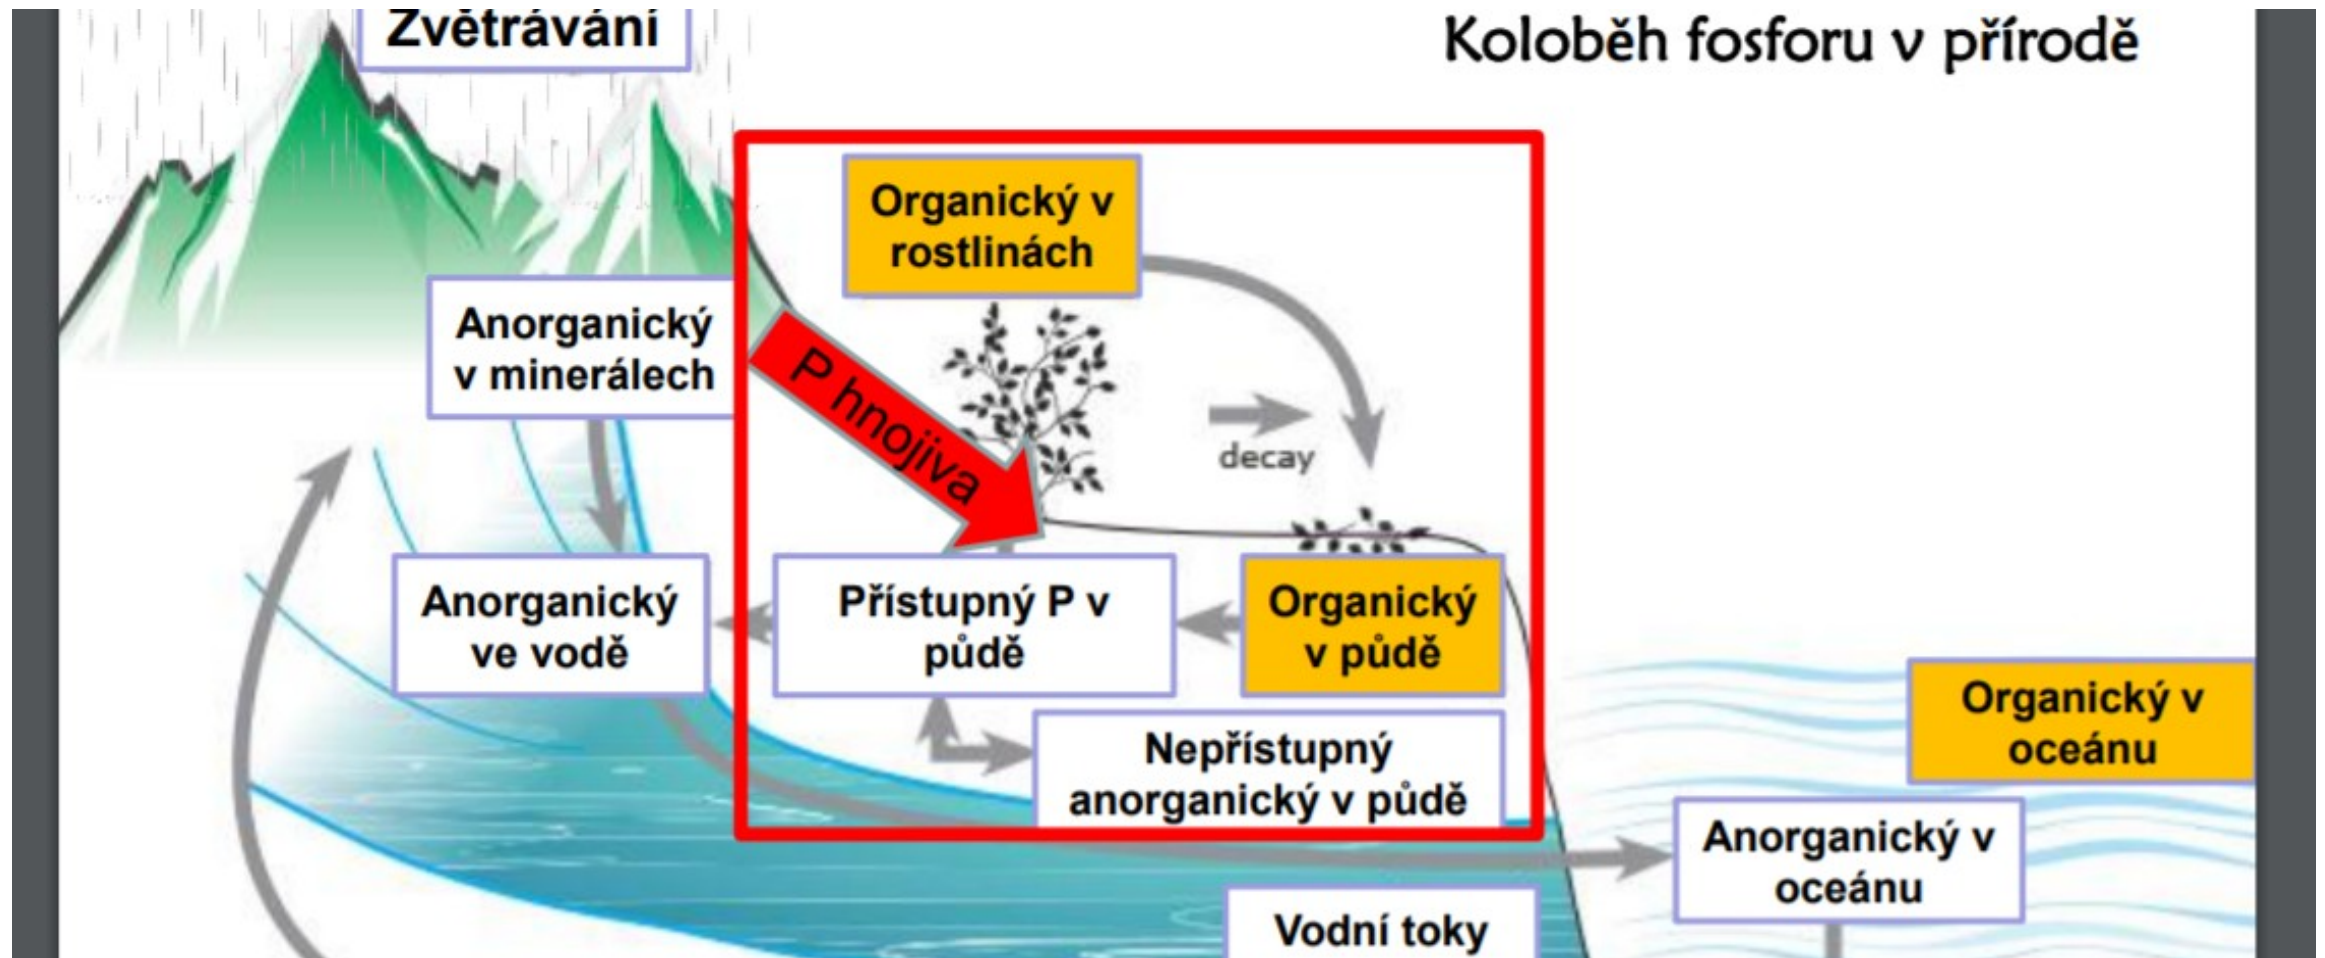 Zvětrávání
Koloběh fosforu v přírodě
Organický v
rostlinách
Anorganický
v minerálech
P hnojiva
decay
Anorganický
ve vodě
Přístupný P v
půdě
Organický
v půdě
Nepřístupný
anorganický v půdě
Organický v
oceánu
Anorganický v
oceánu
Vodní toky